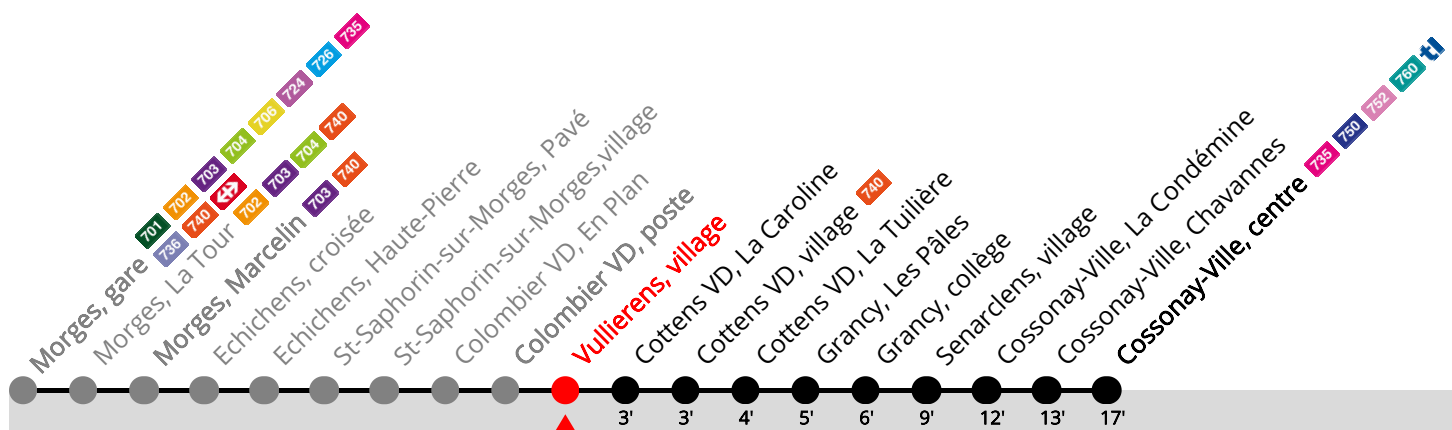 Morges, gare 701 702 703 704 706 724 726 735
736 740
Morges, La Tour 702 703 704 740
Morges, Marcelin 703 740
Echichens, croisée
Echichens, Haute-Pierre
St-Saphorin-sur-Morges, Pavé
St-Saphorin-sur-Morges,village
Colombier VD, En Plan
Colombier VD, poste
Vullierens, village
Cottens VD, La Caroline
Cottens VD, village 740
Cottens VD, La Tuilière
Grancy, Les Pâles
Grancy, collège
Senarclens, village
Cossonay-Ville, La Condémine
Cossonay-Ville, Chavannes
Cossonay-Ville, centre 735 750 752 760 tl
3' 3' 4' 5' 6' 9' 12' 13' 17'